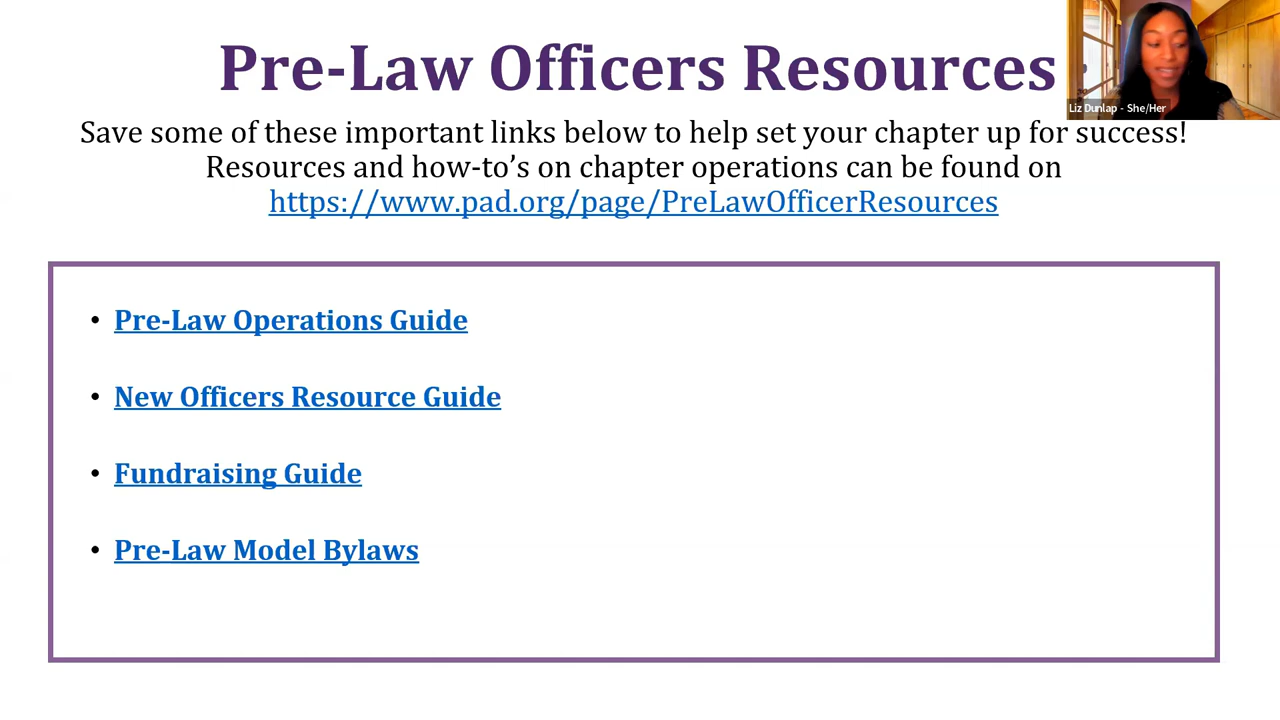 Pre-Law Officers Resources
Liz Dunlap - She/Her
Save some of these important links below to help set your chapter up for success!
Resources and how-to’s on chapter operations can be found on
https://www.pad.org/page/PreLawOfficerResources
• Pre-Law Operations Guide
• New Officers Resource Guide
• Fundraising Guide
• Pre-Law Model Bylaws